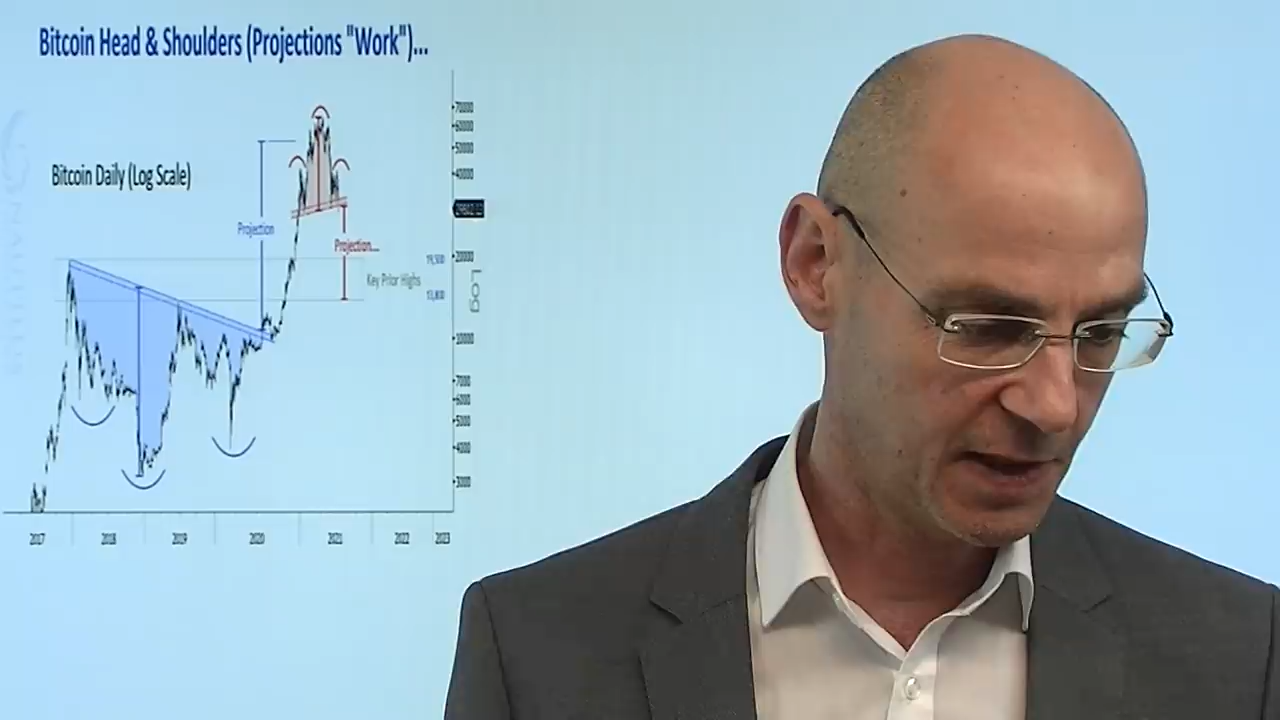 Bitcoin Head & Shoulders (Projections "Work")...
Bitcoin Daily (Log Scale)
Projection
Projection....
Key Prior Highs
19,500
13,800
70000
60000
50000
40000
20000
10000
7000
6000
5000
4000
3000
Log
2017 2018 2019 2020 2021 2022 2023